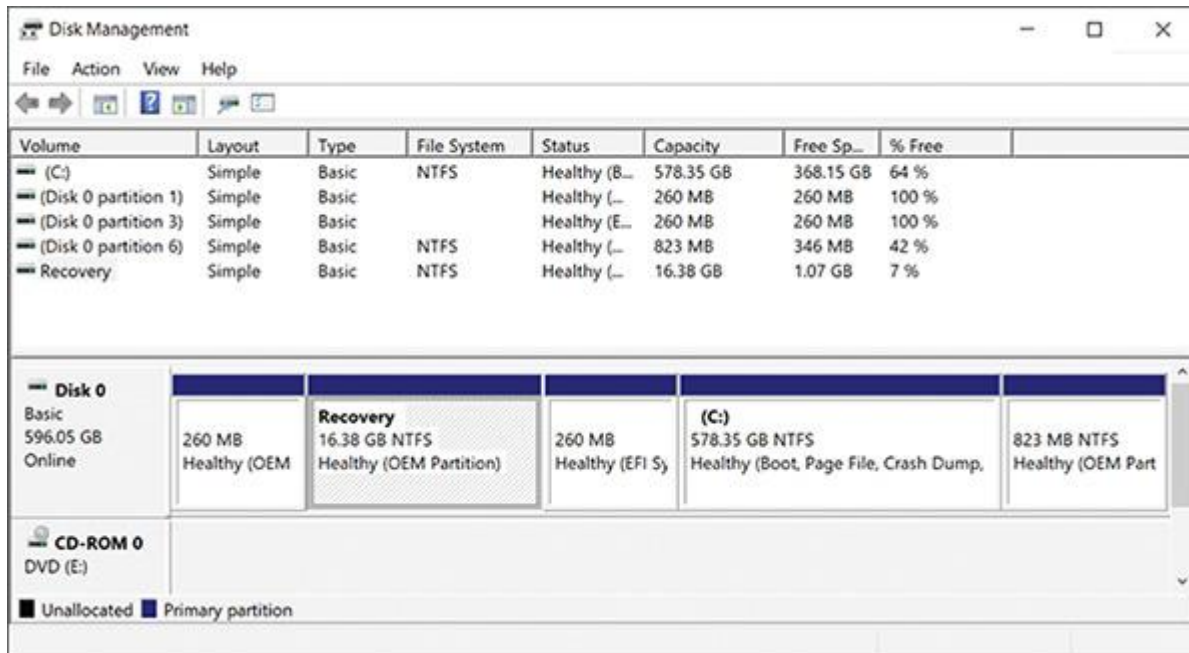 Disk Management
File Action View Help
Volume Layout Type File System Status Capacity Free Sp... % Free
(C:) Simple Basic NTFS Healthy (B... 578.35 GB 368.15 GB 64 %
(Disk 0 partition 1) Simple Basic Healthy (... 260 MB 260 MB 100 %
(Disk 0 partition 3) Simple Basic Healthy (E... 260 MB 260 MB 100 %
(Disk 0 partition 6) Simple Basic NTFS Healthy (... 823 MB 346 MB 42 %
Recovery Simple Basic NTFS Healthy (... 16.38 GB 1.07 GB 7 %
Disk 0
Basic
596.05 GB
Online
260 MB
Healthy (OEM
Recovery
16.38 GB NTFS
Healthy (OEM Partition)
260 MB
Healthy (EFI Sy
(C:)
578.35 GB NTFS
Healthy (Boot, Page File, Crash Dump,
823 MB NTFS
Healthy (OEM Part
CD-ROM 0
DVD (E:)
Unallocated Primary partition